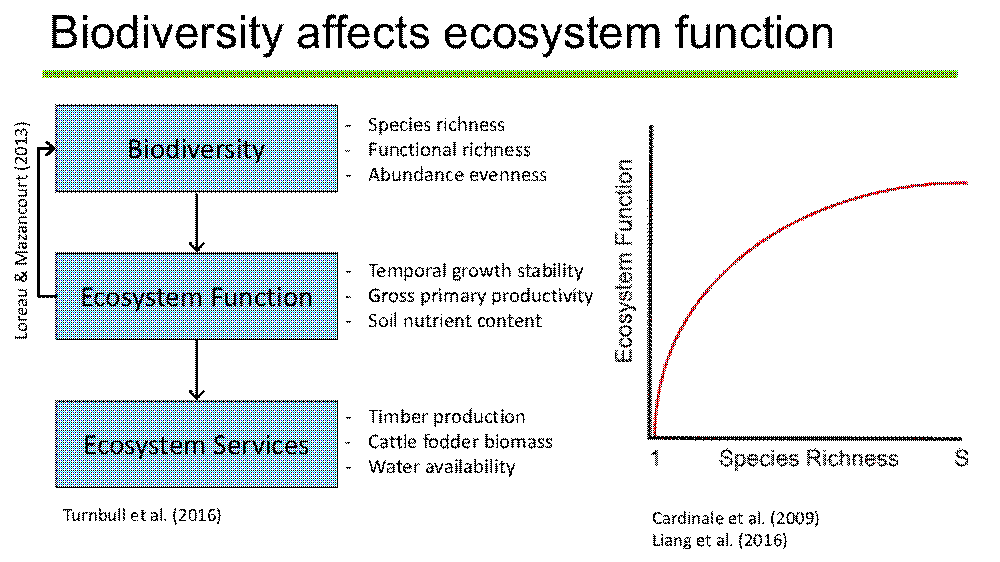 Biodiversity affects ecosystem function
Loreau & Mazancourt (2013)
Biodiversity
- Species richness
- Functional richness
- Abundance evenness
Ecosystem Function
- Temporal growth stability
- Gross primary productivity
- Soil nutrient content
Ecosystem Services
- Timber production
- Cattle fodder biomass
- Water availability
Turnbull et al. (2016)
Ecosystem Function
1 Species Richness S
Cardinale et al. (2009)
Liang et al. (2016)